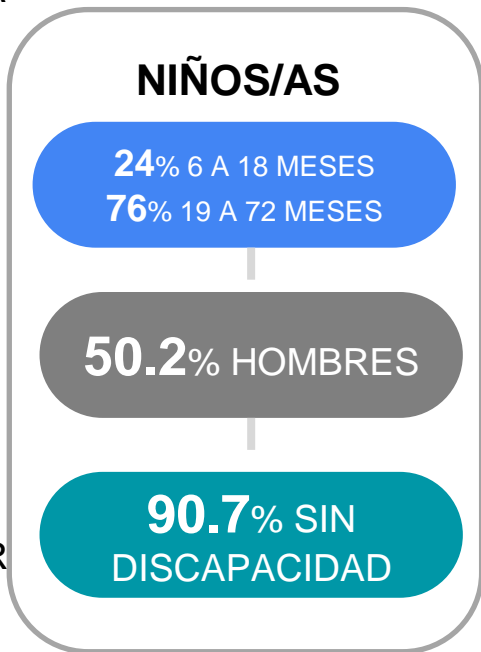 NIÑOS/AS
24% 6 A 18 MESES
76% 19 A 72 MESES
50.2% HOMBRES
90.7% SIN
DISCAPACIDAD
R